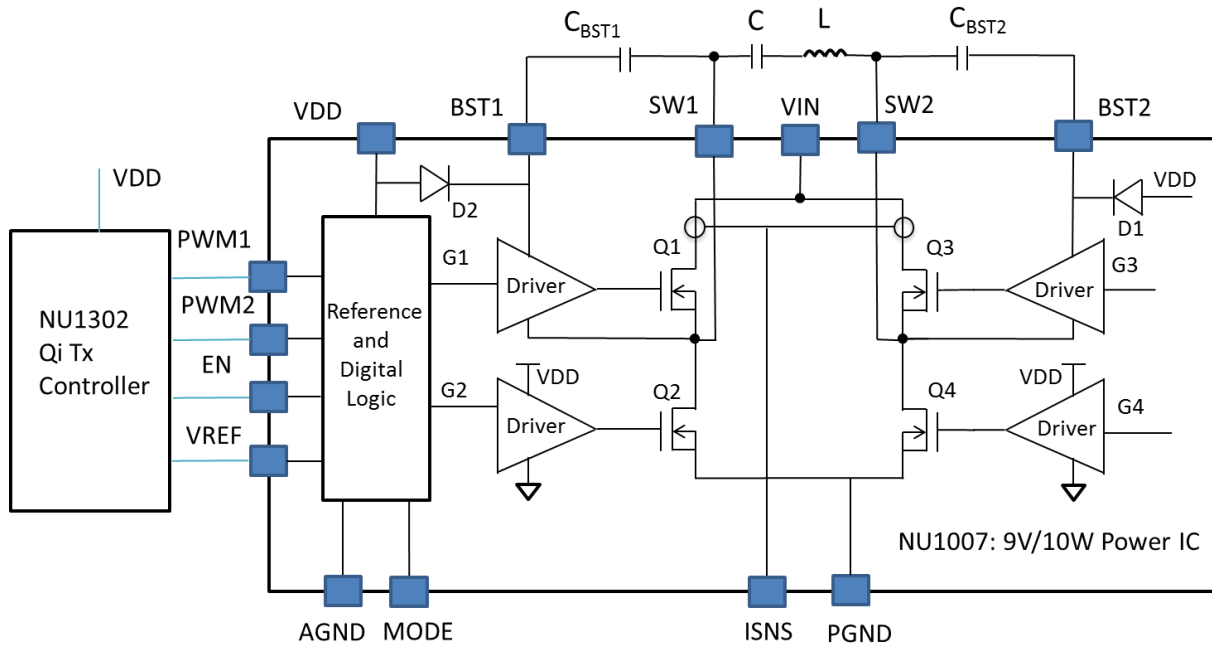 C_BST1
C
L
C_BST2
VDD
BST1
SW1
VIN
SW2
BST2
VDD
D2
VDD
D1
PWM1
PWM2
EN
VREF
NU1302
Qi Tx
Controller
Reference
and
Digital
Logic
G1
Driver
Q1
Q3
Driver
G3
G2
VDD
Driver
Q2
Q4
VDD
Driver
G4
NU1007: 9V/10W Power IC
AGND
MODE
ISNS
PGND